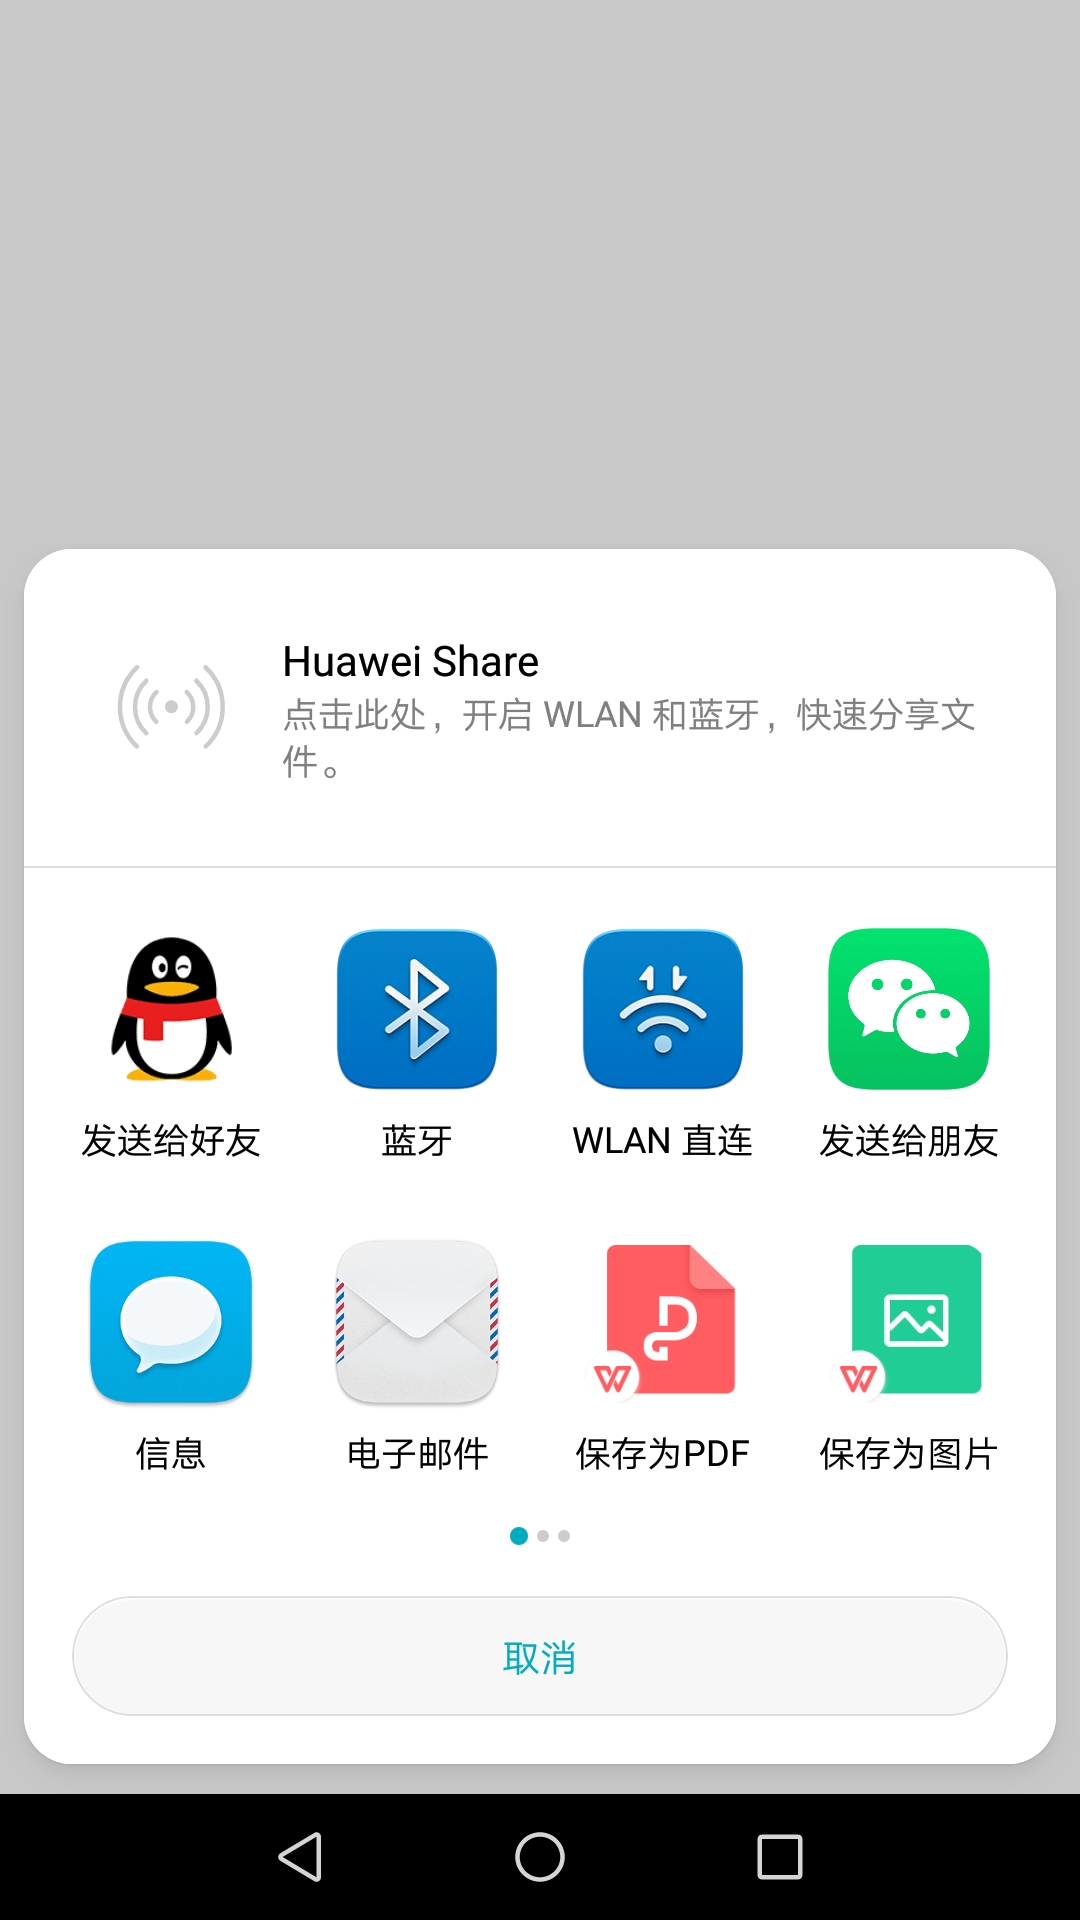 Huawei Share
点击此处，开启 WLAN 和蓝牙，快速分享文
件。
发送给好友
蓝牙
WLAN 直连
发送给朋友
信息
电子邮件
保存为PDF
保存为图片
取消